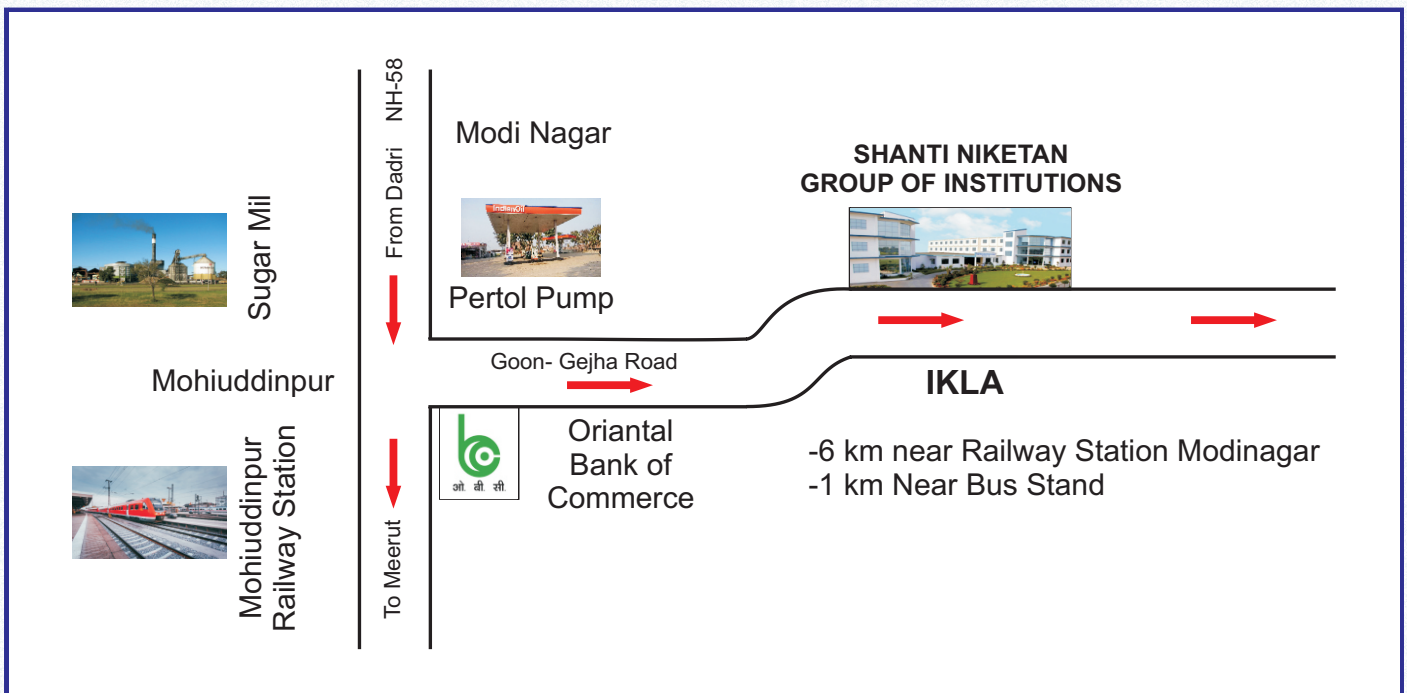 NH-58
From Dadri
Modi Nagar
SHANTI NIKETAN
GROUP OF INSTITUTIONS
Sugar Mil
IndianOil
Pertol Pump
Goon- Gejha Road
Mohiuddinpur
IKLA
Mohiuddinpur
Railway Station
ओ. बी. सी.
Oriantal
Bank of
Commerce
-6 km near Railway Station Modinagar
-1 km Near Bus Stand
To Meerut